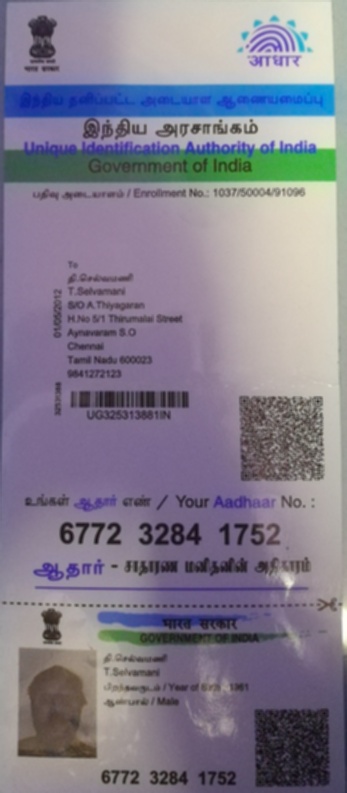 भारत सरकार
आधार
இந்திய தனிப்பட்ட அடையாள ஆணையமைப்பு
இந்திய அரசாங்கம்
Unique Identification Authority of India
Government of India
பதிவு அடையாளம் / Enrollment No.: 1037/50004/91096
To
தி.செல்வமணி
T.Selvamani
S/O A.Thiyagaran
H.No 5/1 Thirumalai Street
Aynavaram S.O
Chennai
Tamil Nadu 600023
9841272123
01/05/2012
UG325313881IN
உங்கள் ஆதார் எண் / Your Aadhaar No. :
6772 3284 1752
ஆதார் - சாதாரண மனிதனின் அதிகாரம்
भारत सरकार
GOVERNMENT OF INDIA
தி.செல்வமணி
T.Selvamani
பிறந்தவருடம் / Year of Birth : 1961
ஆண்பால் / Male
6772 3284 1752